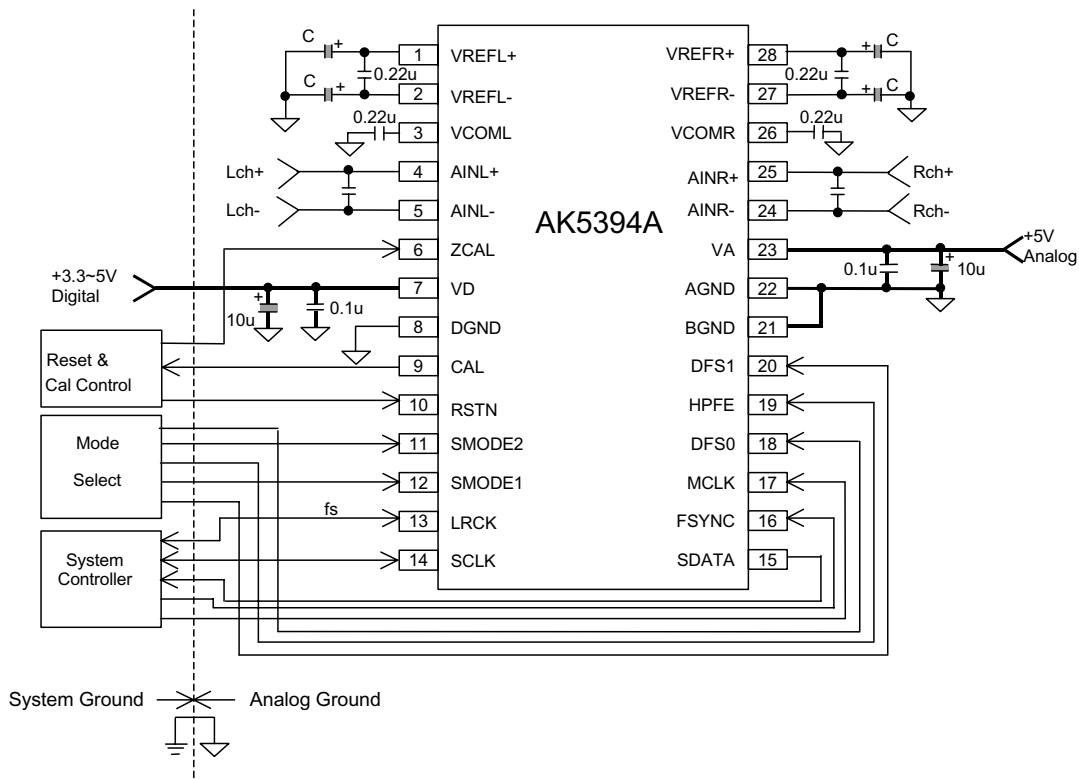 C
+
1
VREFL+
0.22u
C
+
2
VREFL-
0.22u
3
VCOML
Lch+
4
AINL+
Lch-
5
AINL-
6
ZCAL
+3.3~5V
Digital
7
VD
+
10u
0.1u
8
DGND
Reset &
Cal Control
9
CAL
10
RSTN
Mode
Select
11
SMODE2
12
SMODE1
fs
13
LRCK
System
Controller
14
SCLK
AK5394A
VREFR+
28
+
C
0.22u
VREFR-
27
+
C
0.22u
VCOMR
26
AINR+
25
Rch+
AINR-
24
Rch-
VA
23
+5V
Analog
0.1u
+
10u
AGND
22
BGND
21
DFS1
20
HPFE
19
DFS0
18
MCLK
17
FSYNC
16
SDATA
15
System Ground
Analog Ground